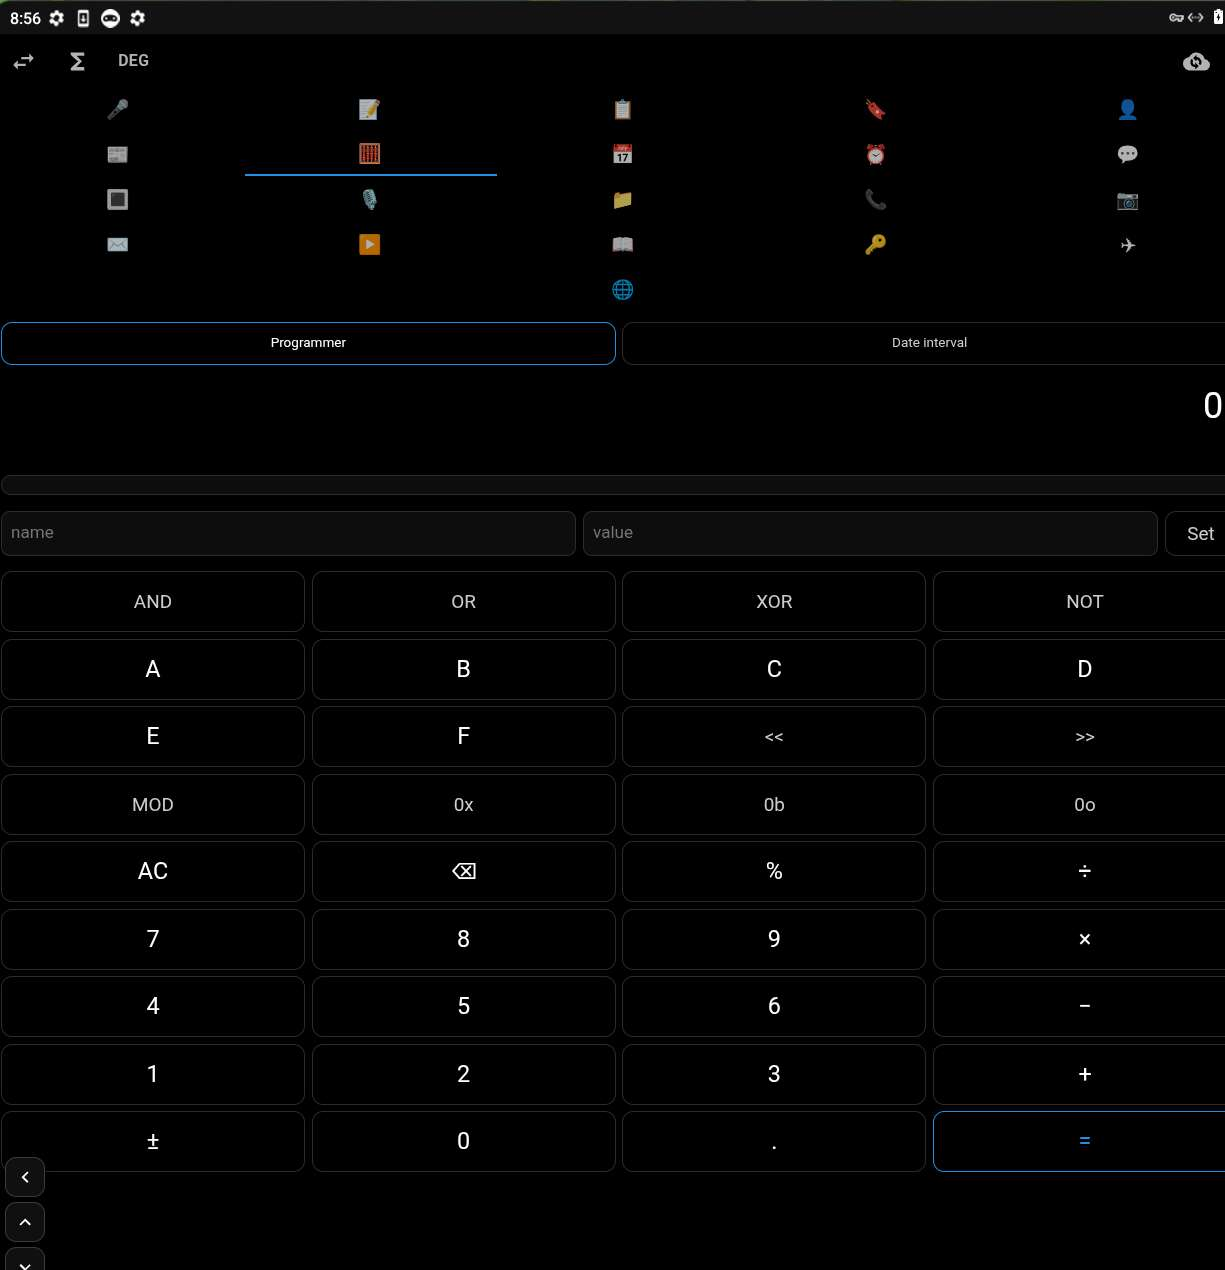 8:56
DEG
17
Programmer
Date interval
0
name
value
Set
AND
OR
XOR
NOT
A
B
C
D
E
F
<<
>>
MOD
0x
0b
0o
AC
%
÷
7
8
9
×
4
5
6
−
1
2
3
+
±
0
.
=